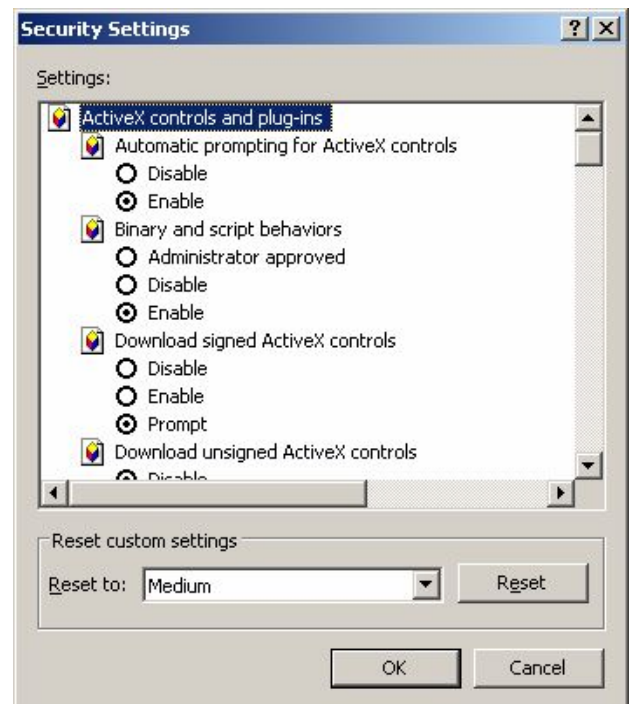 Security Settings
Settings:
ActiveX controls and plug-ins
Automatic prompting for ActiveX controls
Disable
Enable
Binary and script behaviors
Administrator approved
Disable
Enable
Download signed ActiveX controls
Disable
Enable
Prompt
Download unsigned ActiveX controls
Disable
Reset custom settings
Reset to: Medium Reset
OK Cancel